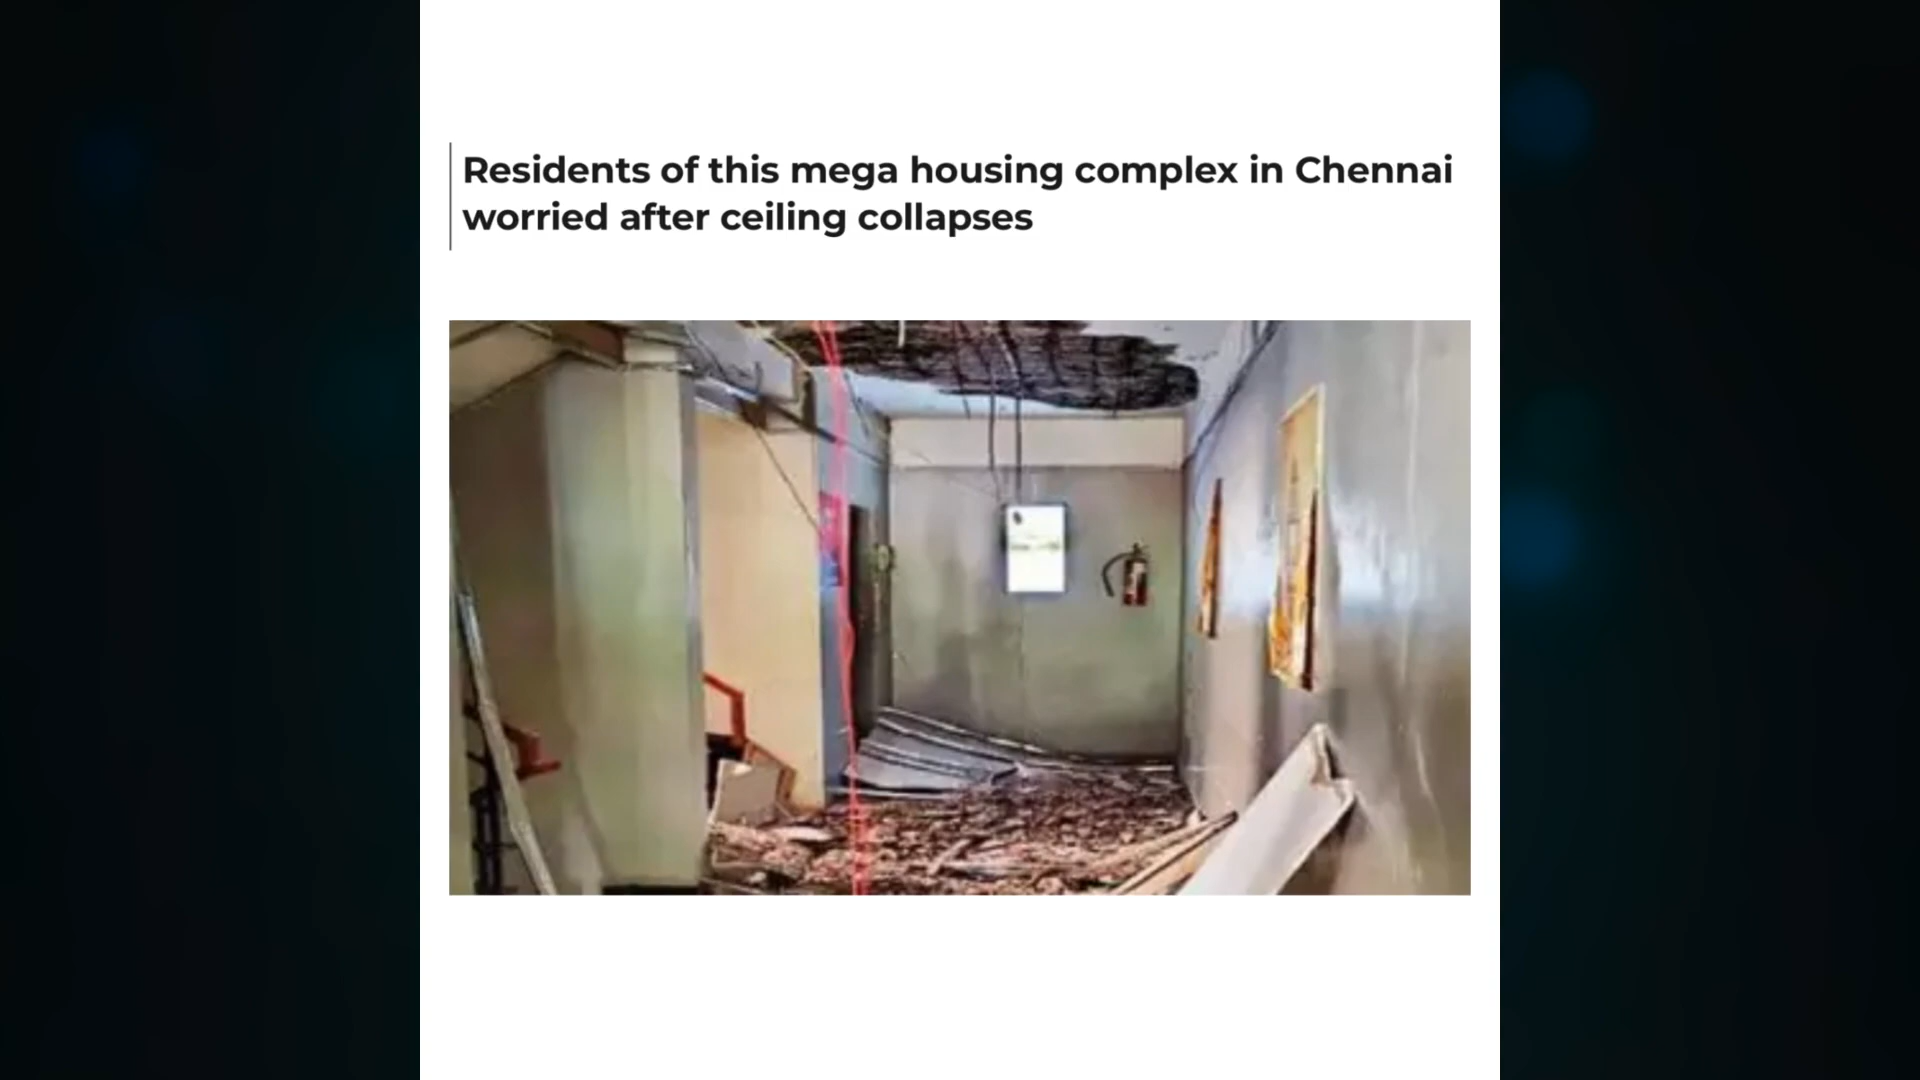 Residents of this mega housing complex in Chennai
worried after ceiling collapses